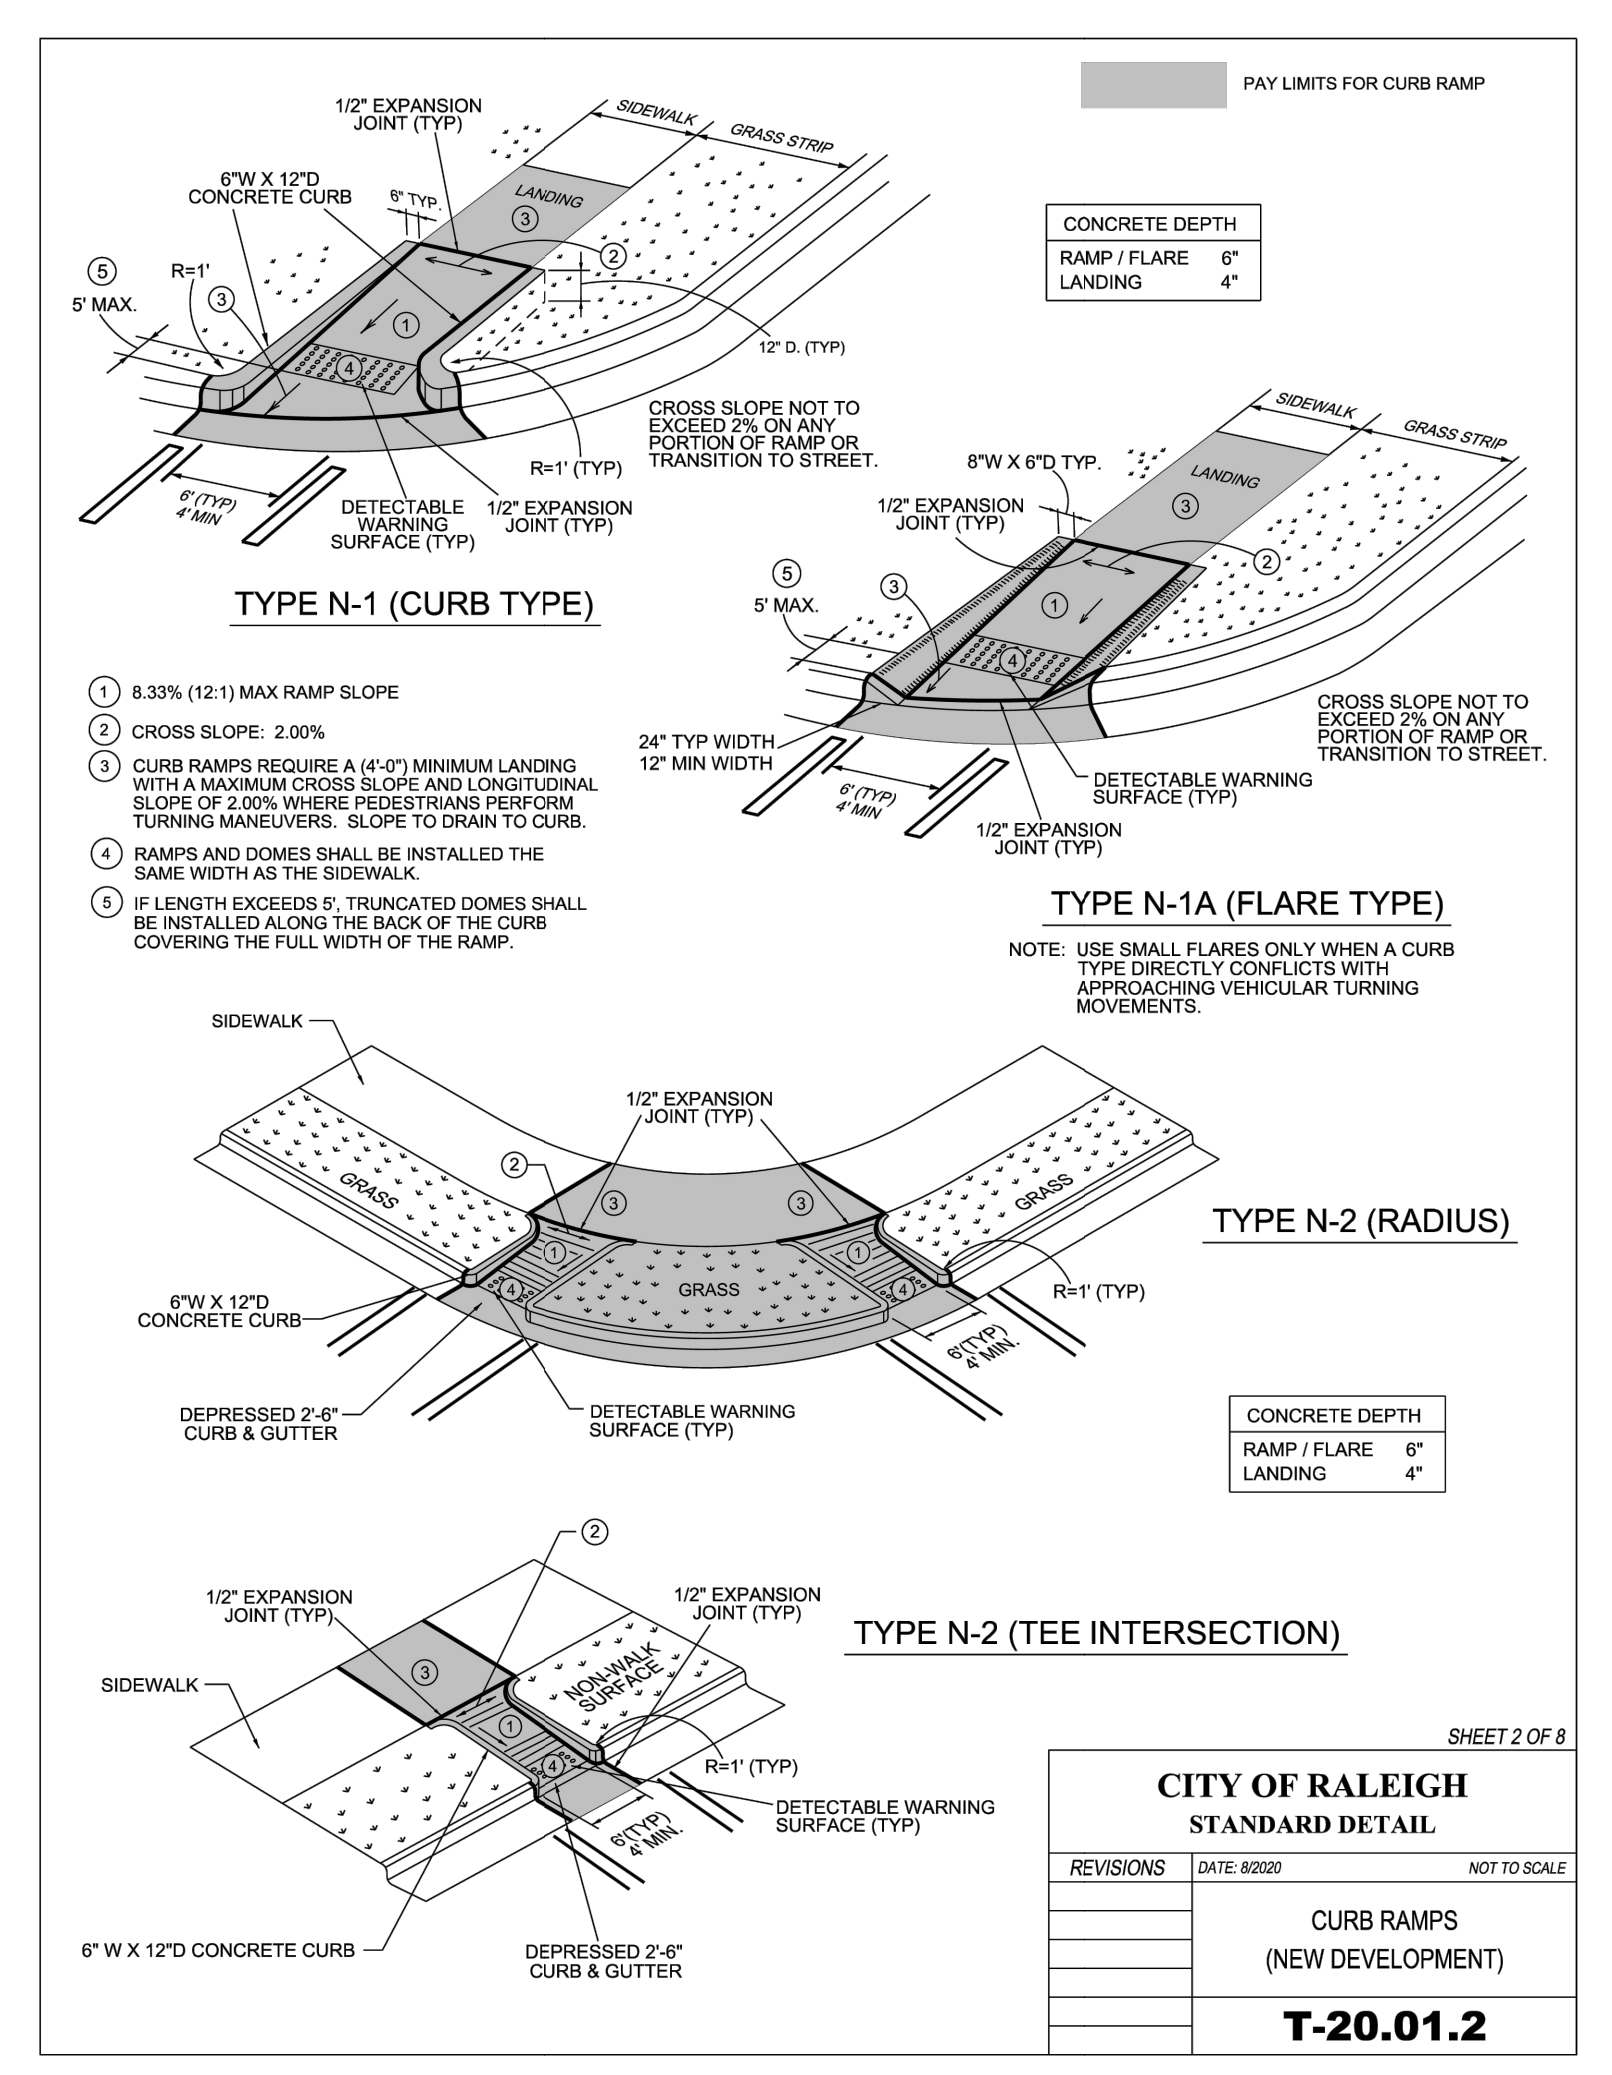 PAY LIMITS FOR CURB RAMP
1/2" EXPANSION
JOINT (TYP)
SIDEWALK
GRASS STRIP
6"W X 12"D
CONCRETE CURB
6" TYP.
LANDING
3
2
5
R=1'
3
5' MAX.
1
4
12" D. (TYP)
CROSS SLOPE NOT TO
EXCEED 2% ON ANY
PORTION OF RAMP OR
TRANSITION TO STREET.
R=1' (TYP)
6' (TYP)
4' MIN
DETECTABLE
WARNING
SURFACE (TYP)
1/2" EXPANSION
JOINT (TYP)
TYPE N-1 (CURB TYPE)
CONCRETE DEPTH
RAMP / FLARE 6"
LANDING 4"
SIDEWALK
GRASS STRIP
8"W X 6"D TYP.
LANDING
1/2" EXPANSION
JOINT (TYP)
3
2
5
3
5' MAX.
1
4
CROSS SLOPE NOT TO
EXCEED 2% ON ANY
PORTION OF RAMP OR
TRANSITION TO STREET.
24" TYP WIDTH
12" MIN WIDTH
6' (TYP)
4' MIN
DETECTABLE WARNING
SURFACE (TYP)
1/2" EXPANSION
JOINT (TYP)
TYPE N-1A (FLARE TYPE)
NOTE: USE SMALL FLARES ONLY WHEN A CURB
TYPE DIRECTLY CONFLICTS WITH
APPROACHING VEHICULAR TURNING
MOVEMENTS.
1 8.33% (12:1) MAX RAMP SLOPE
2 CROSS SLOPE: 2.00%
3 CURB RAMPS REQUIRE A (4'-0") MINIMUM LANDING
WITH A MAXIMUM CROSS SLOPE AND LONGITUDINAL
SLOPE OF 2.00% WHERE PEDESTRIANS PERFORM
TURNING MANEUVERS. SLOPE TO DRAIN TO CURB.
4 RAMPS AND DOMES SHALL BE INSTALLED THE
SAME WIDTH AS THE SIDEWALK.
5 IF LENGTH EXCEEDS 5', TRUNCATED DOMES SHALL
BE INSTALLED ALONG THE BACK OF THE CURB
COVERING THE FULL WIDTH OF THE RAMP.
SIDEWALK
1/2" EXPANSION
JOINT (TYP)
2
GRASS
3
3
GRASS
1
1
4
GRASS
4
R=1' (TYP)
6"W X 12"D
CONCRETE CURB
6'(TYP)
4' MIN.
DEPRESSED 2'-6"
CURB & GUTTER
DETECTABLE WARNING
SURFACE (TYP)
TYPE N-2 (RADIUS)
CONCRETE DEPTH
RAMP / FLARE 6"
LANDING 4"
2
1/2" EXPANSION
JOINT (TYP)
1/2" EXPANSION
JOINT (TYP)
TYPE N-2 (TEE INTERSECTION)
SIDEWALK
3
NON-WALK
SURFACE
1
4
R=1' (TYP)
DETECTABLE WARNING
SURFACE (TYP)
6'(TYP)
4' MIN.
6" W X 12"D CONCRETE CURB
DEPRESSED 2'-6"
CURB & GUTTER
SHEET 2 OF 8
CITY OF RALEIGH
STANDARD DETAIL
REVISIONS
DATE: 8/2020
NOT TO SCALE
CURB RAMPS
(NEW DEVELOPMENT)
T-20.01.2